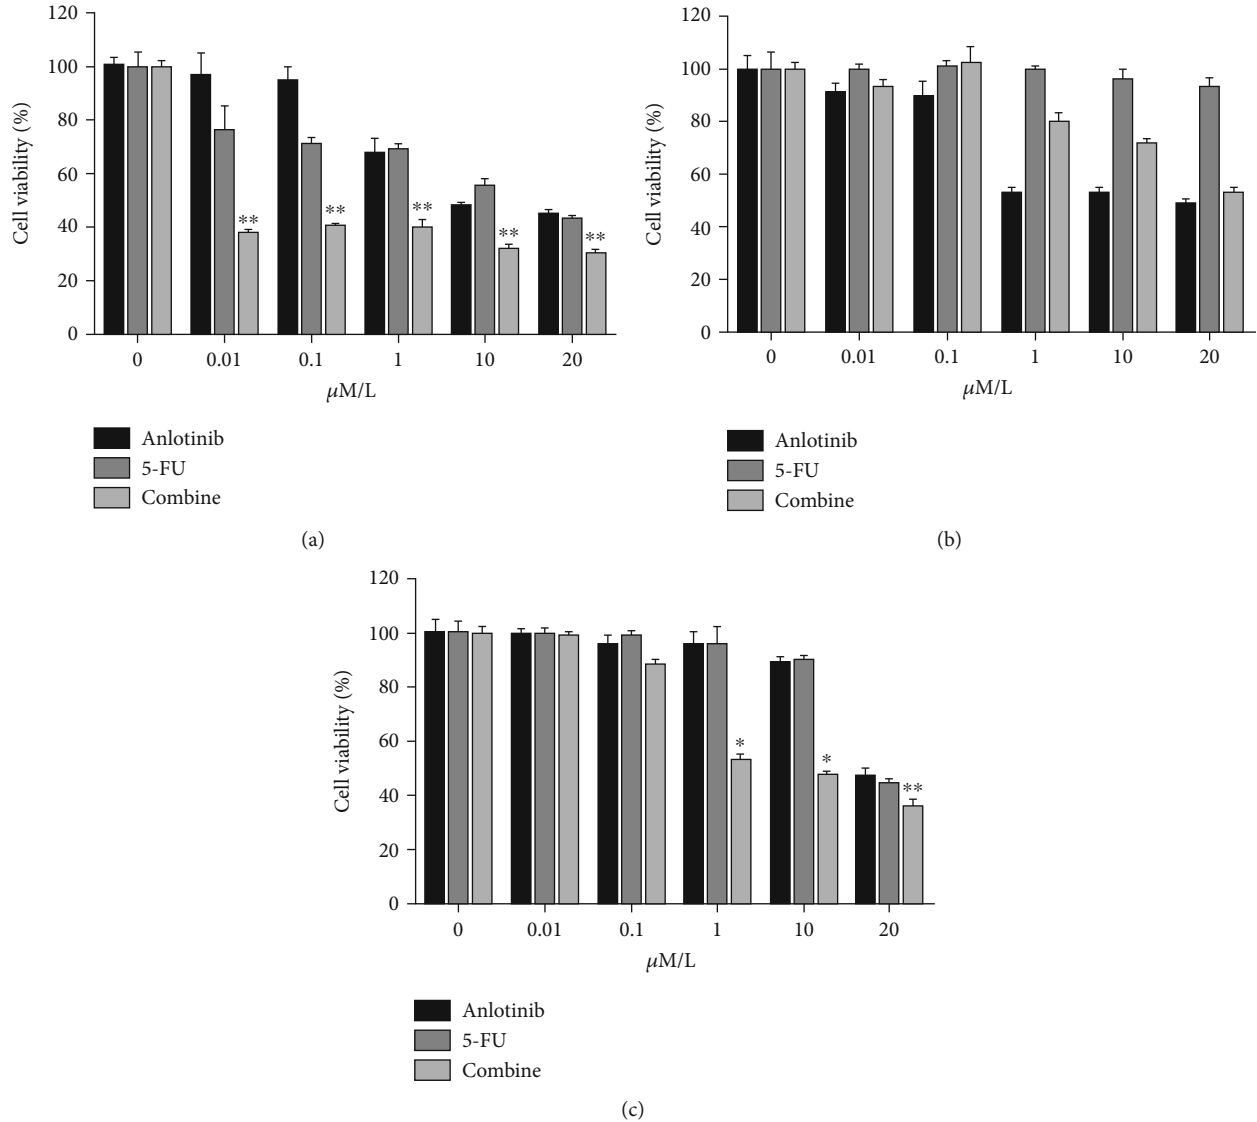 120
100
80
60
40
20
0
Cell viability (%)
** ** ** ** **
0 0.01 0.1 1 10 20
μM/L
Anlotinib
5-FU
Combine
(a)
120
100
80
60
40
20
0
Cell viability (%)
0 0.01 0.1 1 10 20
μM/L
Anlotinib
5-FU
Combine
(b)
120
100
80
60
40
20
0
Cell viability (%)
* * **
0 0.01 0.1 1 10 20
μM/L
Anlotinib
5-FU
Combine
(c)